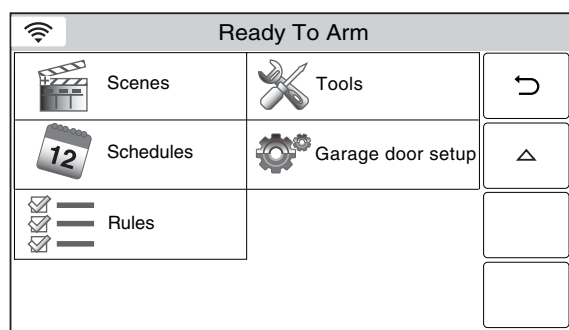 Ready To Arm
Scenes
Tools
12
Schedules
Garage door setup
Rules